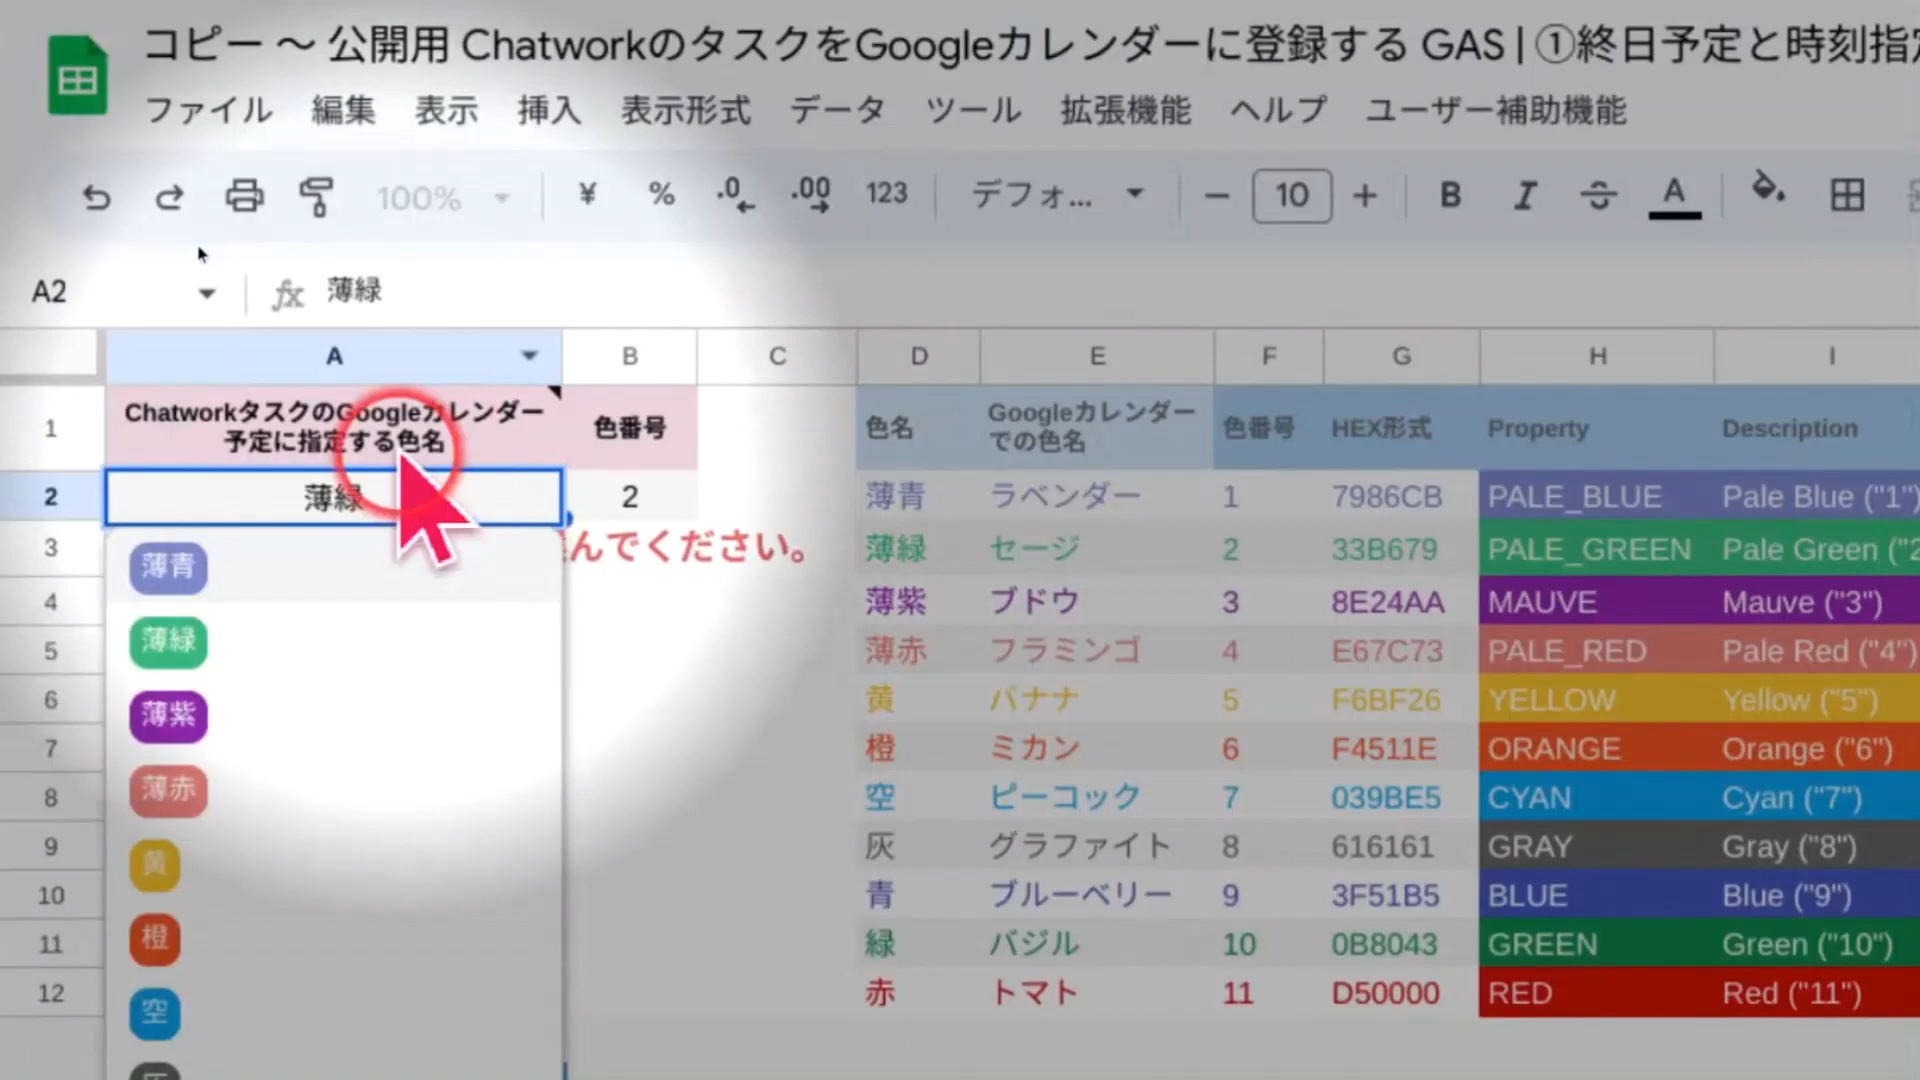 コピー 〜 公開用 ChatworkのタスクをGoogleカレンダーに登録する GAS | ①終日予定と時刻指定
ファイル 編集 表示 挿入 表示形式 データ ツール 拡張機能 ヘルプ ユーザー補助機能
100% ¥ % .0 .00 123 デフォ... 10 B I A
A2 fx 薄緑
A B C D E F G H I
1 ChatworkタスクのGoogleカレンダー
予定に指定する色名 色番号 色名 Googleカレンダー
での色名 色番号 HEX形式 Property Description
2 薄緑 2 薄青 ラベンダー 1 7986CB PALE_BLUE Pale Blue ("1")
3 んでください。 薄緑 セージ 2 33B679 PALE_GREEN Pale Green ("2
4 薄紫 ブドウ 3 8E24AA MAUVE Mauve ("3")
5 薄赤 フラミンゴ 4 E67C73 PALE_RED Pale Red ("4")
6 黄 バナナ 5 F6BF26 YELLOW Yellow ("5")
7 橙 ミカン 6 F4511E ORANGE Orange ("6")
8 空 ピーコック 7 039BE5 CYAN Cyan ("7")
9 灰 グラファイト 8 616161 GRAY Gray ("8")
10 青 ブルーベリー 9 3F51B5 BLUE Blue ("9")
11 緑 バジル 10 0B8043 GREEN Green ("10")
12 赤 トマト 11 D50000 RED Red ("11")
薄青
薄緑
薄紫
薄赤
黄
橙
空